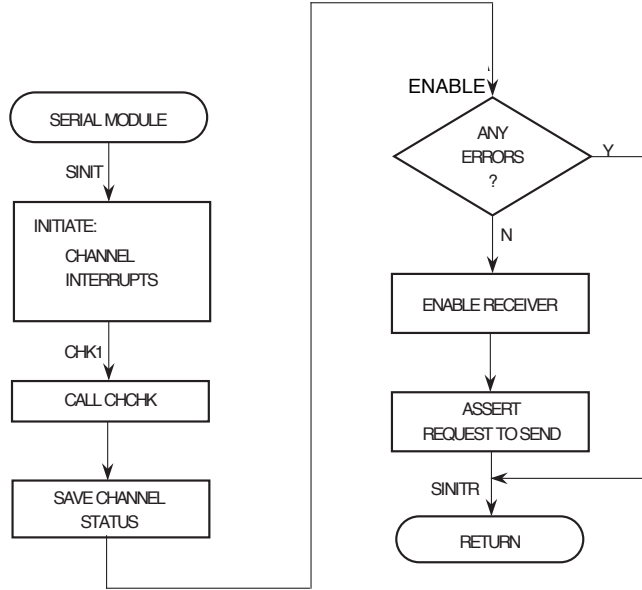 SERIAL MODULE
SINIT
INITIATE:
CHANNEL
INTERRUPTS
CHK1
CALL CHCHK
SAVE CHANNEL
STATUS
ENABLE
ANY
ERRORS
?
Y
N
ENABLE RECEIVER
ASSERT
REQUEST TO SEND
SINITR
RETURN